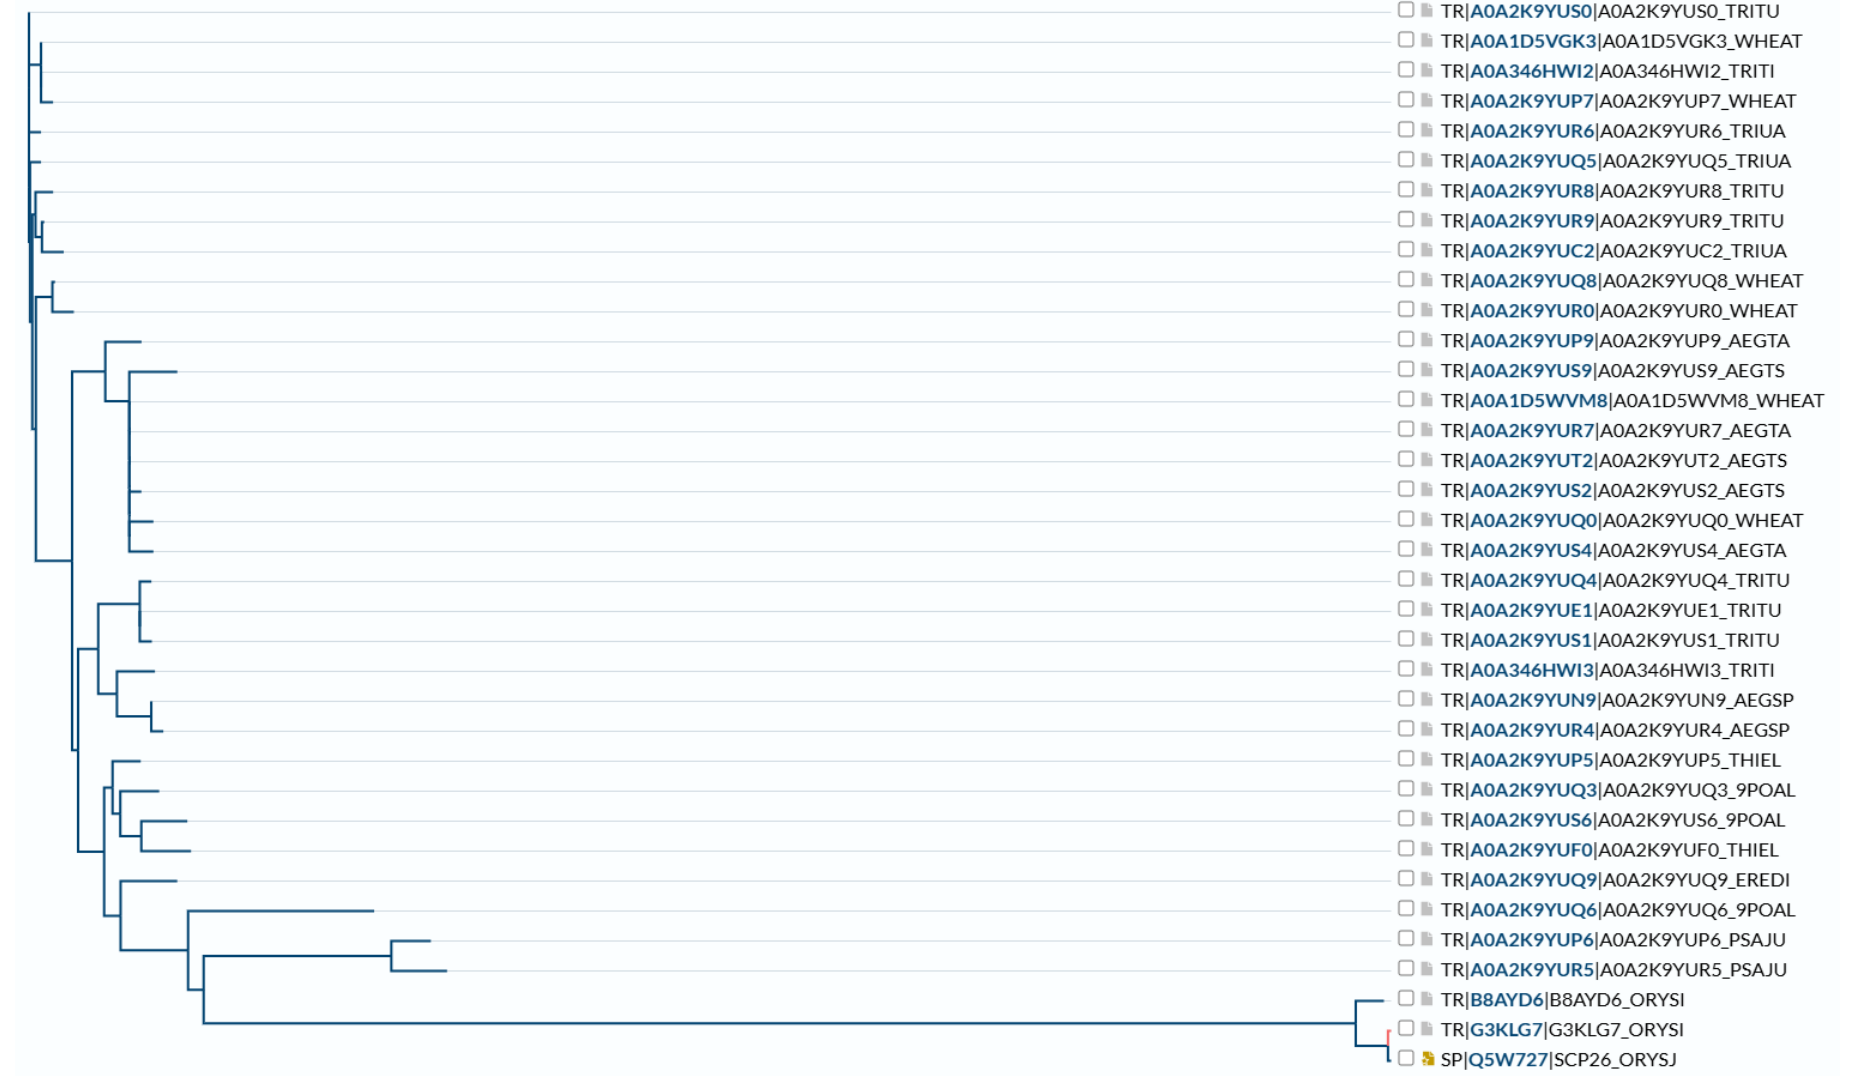 TR|A0A2K9YUS0|A0A2K9YUS0_TRITU
TR|A0A1D5VGK3|A0A1D5VGK3_WHEAT
TR|A0A346HWI2|A0A346HWI2_TRITI
TR|A0A2K9YUP7|A0A2K9YUP7_WHEAT
TR|A0A2K9YUR6|A0A2K9YUR6_TRIUA
TR|A0A2K9YUQ5|A0A2K9YUQ5_TRIUA
TR|A0A2K9YUR8|A0A2K9YUR8_TRITU
TR|A0A2K9YUR9|A0A2K9YUR9_TRITU
TR|A0A2K9YUC2|A0A2K9YUC2_TRIUA
TR|A0A2K9YUQ8|A0A2K9YUQ8_WHEAT
TR|A0A2K9YUR0|A0A2K9YUR0_WHEAT
TR|A0A2K9YUP9|A0A2K9YUP9_AEGTA
TR|A0A2K9YUS9|A0A2K9YUS9_AEGTS
TR|A0A1D5WVM8|A0A1D5WVM8_WHEAT
TR|A0A2K9YUR7|A0A2K9YUR7_AEGTA
TR|A0A2K9YUT2|A0A2K9YUT2_AEGTS
TR|A0A2K9YUS2|A0A2K9YUS2_AEGTS
TR|A0A2K9YUQ0|A0A2K9YUQ0_WHEAT
TR|A0A2K9YUS4|A0A2K9YUS4_AEGTA
TR|A0A2K9YUQ4|A0A2K9YUQ4_TRITU
TR|A0A2K9YUE1|A0A2K9YUE1_TRITU
TR|A0A2K9YUS1|A0A2K9YUS1_TRITU
TR|A0A346HWI3|A0A346HWI3_TRITI
TR|A0A2K9YUN9|A0A2K9YUN9_AEGSP
TR|A0A2K9YUR4|A0A2K9YUR4_AEGSP
TR|A0A2K9YUP5|A0A2K9YUP5_THIEL
TR|A0A2K9YUQ3|A0A2K9YUQ3_9POAL
TR|A0A2K9YUS6|A0A2K9YUS6_9POAL
TR|A0A2K9YUF0|A0A2K9YUF0_THIEL
TR|A0A2K9YUQ9|A0A2K9YUQ9_EREDI
TR|A0A2K9YUQ6|A0A2K9YUQ6_9POAL
TR|A0A2K9YUP6|A0A2K9YUP6_PSAJU
TR|A0A2K9YUR5|A0A2K9YUR5_PSAJU
TR|B8AYD6|B8AYD6_ORYSI
TR|G3KLG7|G3KLG7_ORYSI
SP|Q5W727|SCP26_ORYSJ